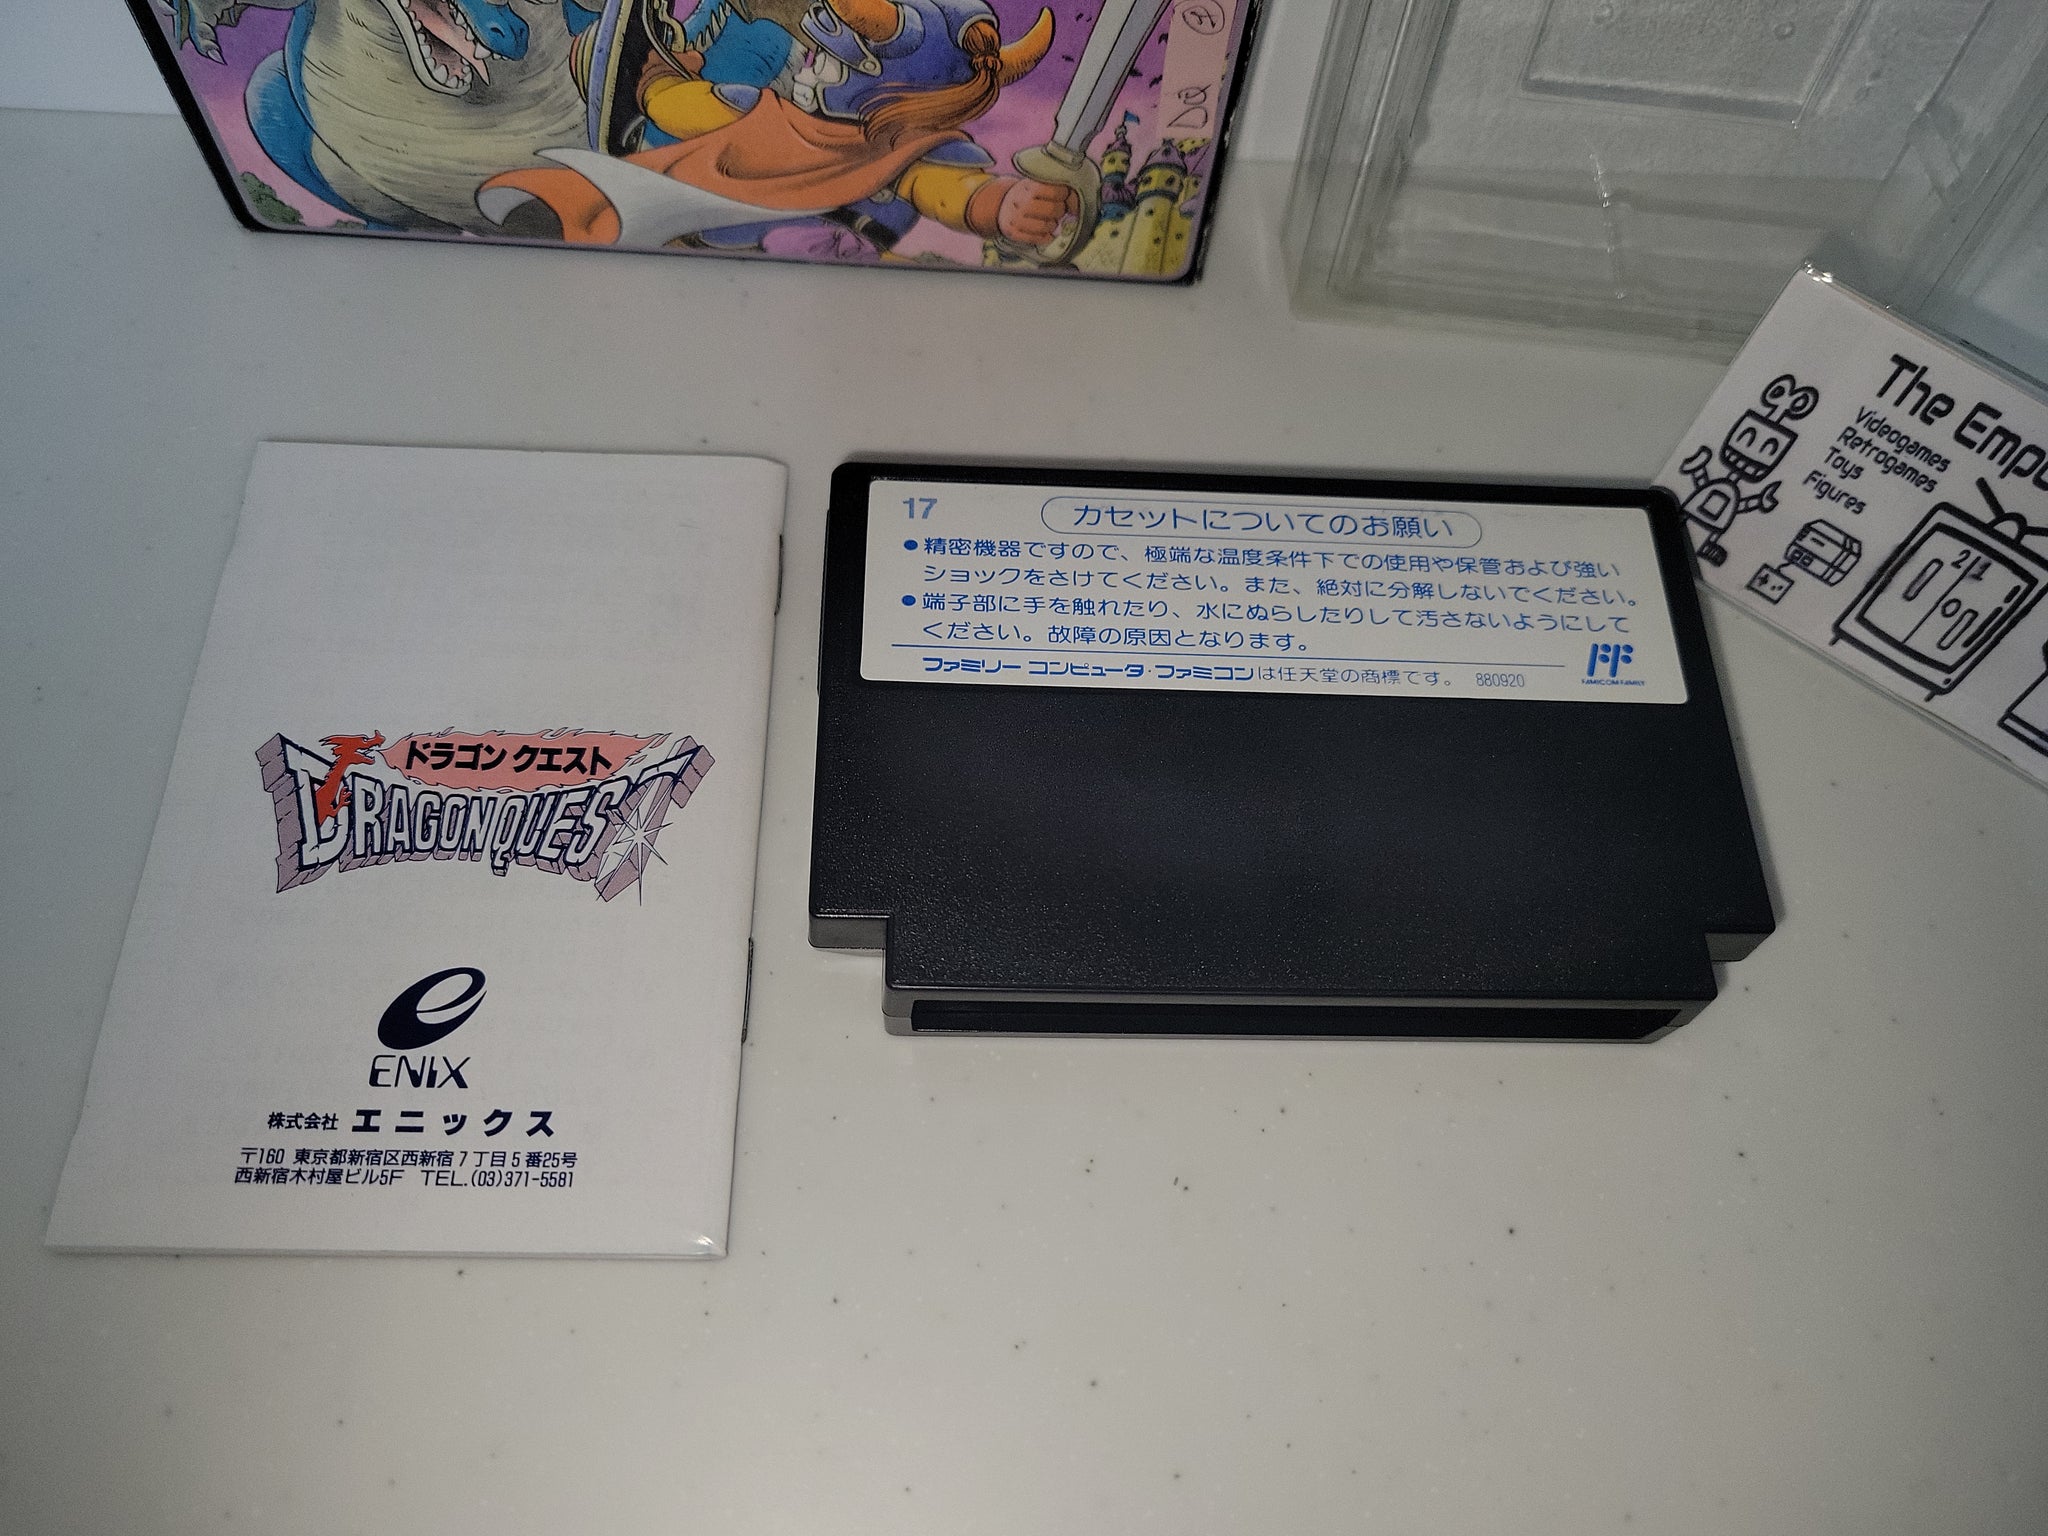 DQ
The Empo
Videogames
Retrogames
Toys
Figures
21
17
カセットについてのお願い
●精密機器ですので、極端な温度条件下での使用や保管および強い
ショックをさけてください。また、絶対に分解しないでください。
●端子部に手を触れたり、水にぬらしたりして汚さないようにして
ください。故障の原因となります。
ファミリーコンピュータ・ファミコンは任天堂の商標です。 880920
FAMICOM FAMILY
ドラゴンクエスト
DRAGON QUEST
ENIX
株式会社 エニックス
〒160 東京都新宿区西新宿7丁目5番25号
西新宿木村屋ビル5F TEL.(03)371-5581